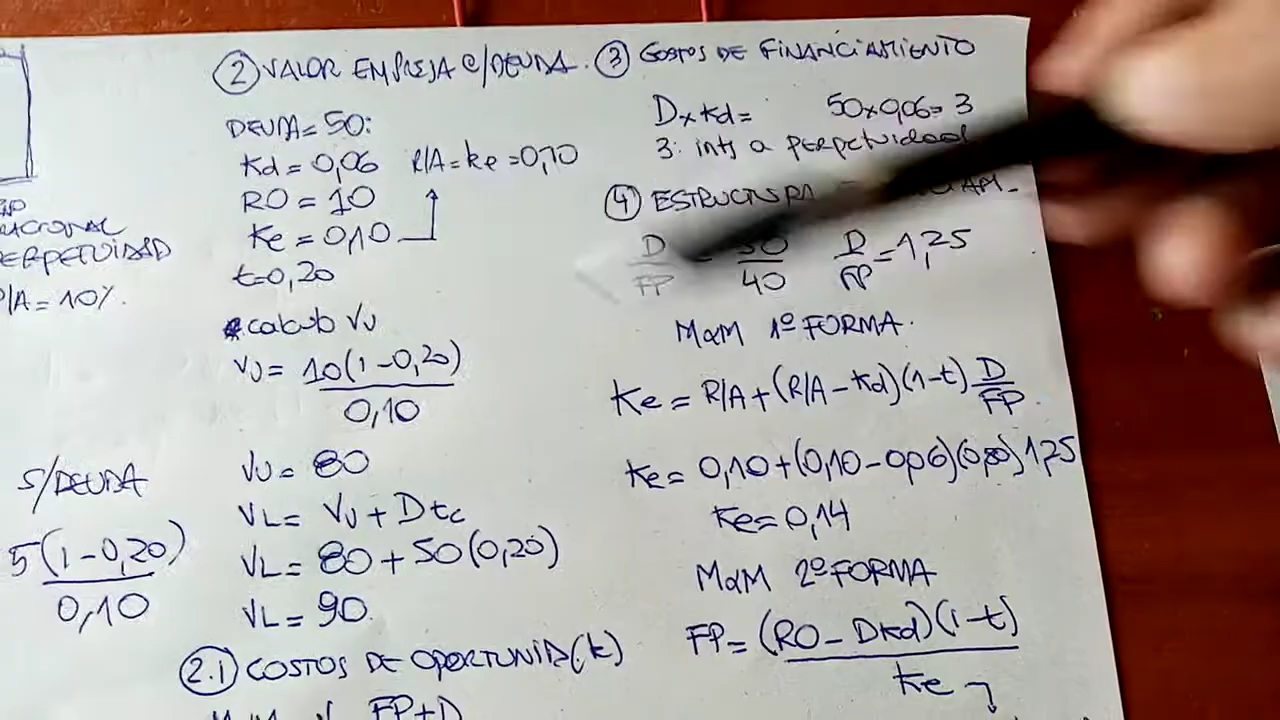 RACIONAL
PERPETUIDAD
R/A = 10%.
S/DEUDA
5(1-0,20)
0,10
② VALOR EMPRESA C/DEUDA.
DEUDA = 50:
Kd = 0,06 R/A = ke = 0,10
RO = 10
Ke = 0,10
t=0,20
*calculo Vu
VU = 10(1-0,20)
0,10
VU = 80
VL = VU + Dtc
VL = 80 + 50(0,20)
VL = 90.
2.1 COSTOS DE OPORTUNID(k)
FP+D
③ COSTOS DE FINANCIAMIENTO
D x Kd = 50x0,06= 3
3: ints a PERPETUIDAD
④ ESTRUCTURA
D = 50 D = 1,25
FP 40 FP
M&M 1º FORMA.
Ke = R/A + (R/A - Kd)(1-t) D
FP
Ke = 0,10+(0,10-0,06)(0,80)1,25
Ke= 0,14
M&M 2º FORMA
FP = (RO - DKd)(1-t)
Ke